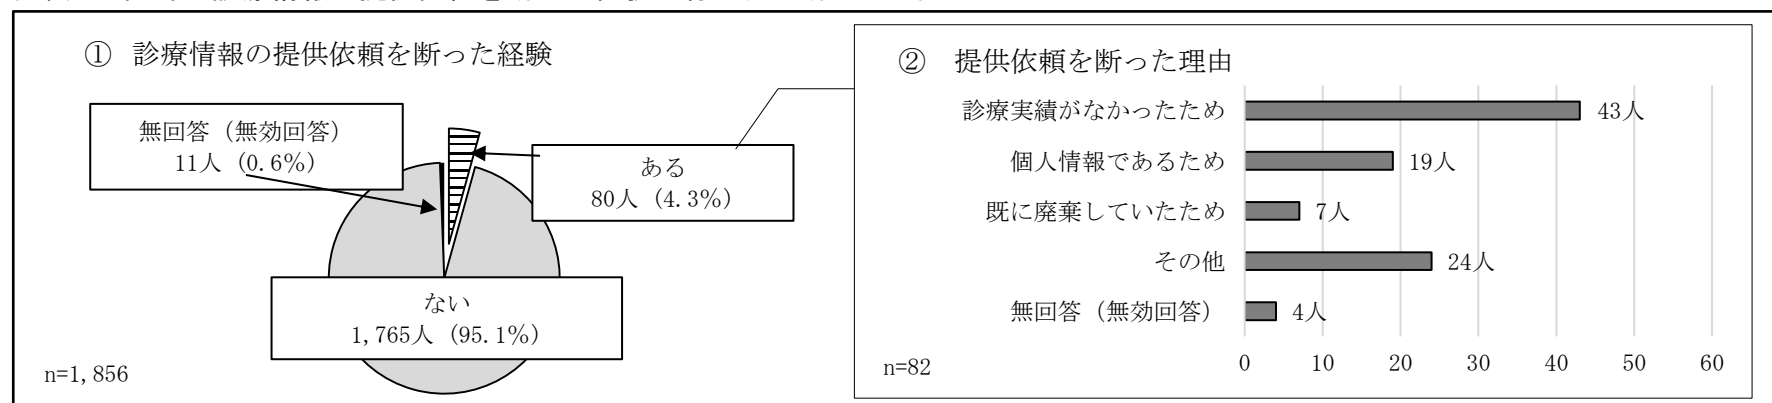 ① 診療情報の提供依頼を断った経験
無回答（無効回答）
11人（0.6%）
ある
80人（4.3%）
ない
1,765人（95.1%）
n=1,856
② 提供依頼を断った理由
診療実績がなかったため 43人
個人情報であるため 19人
既に廃棄していたため 7人
その他 24人
無回答（無効回答） 4人
0 10 20 30 40 50 60
n=82